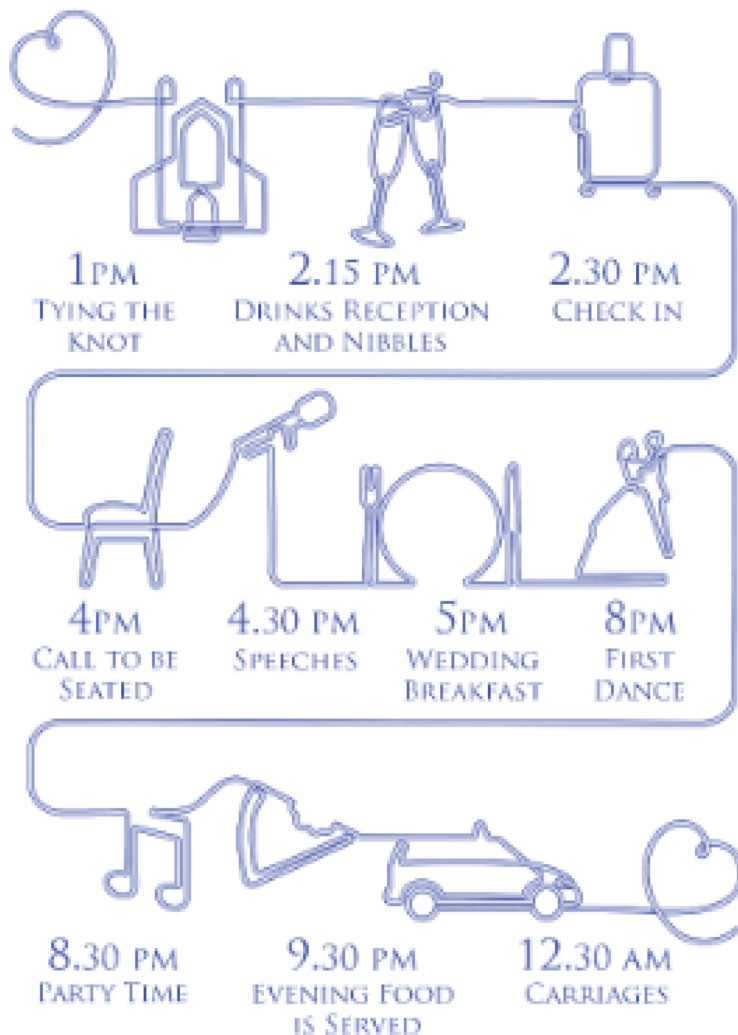 1PM
TYING THE
KNOT
2.15 PM
DRINKS RECEPTION
AND NIBBLES
2.30 PM
CHECK IN
4PM
CALL TO BE
SEATED
4.30 PM
SPEECHES
5PM
WEDDING
BREAKFAST
8PM
FIRST
DANCE
8.30 PM
PARTY TIME
9.30 PM
EVENING FOOD
IS SERVED
12.30 AM
CARRIAGES